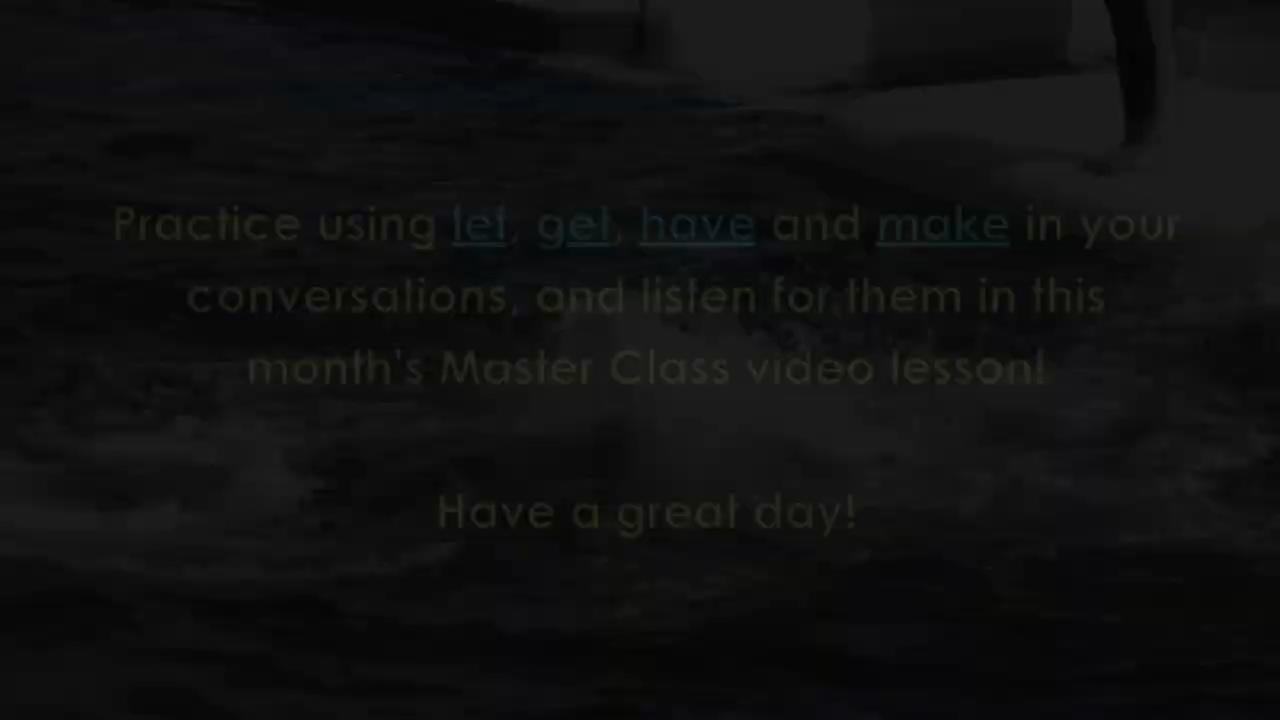 Practice using let, get, have and make in your
conversations, and listen for them in this
month's Master Class video lesson!
Have a great day!